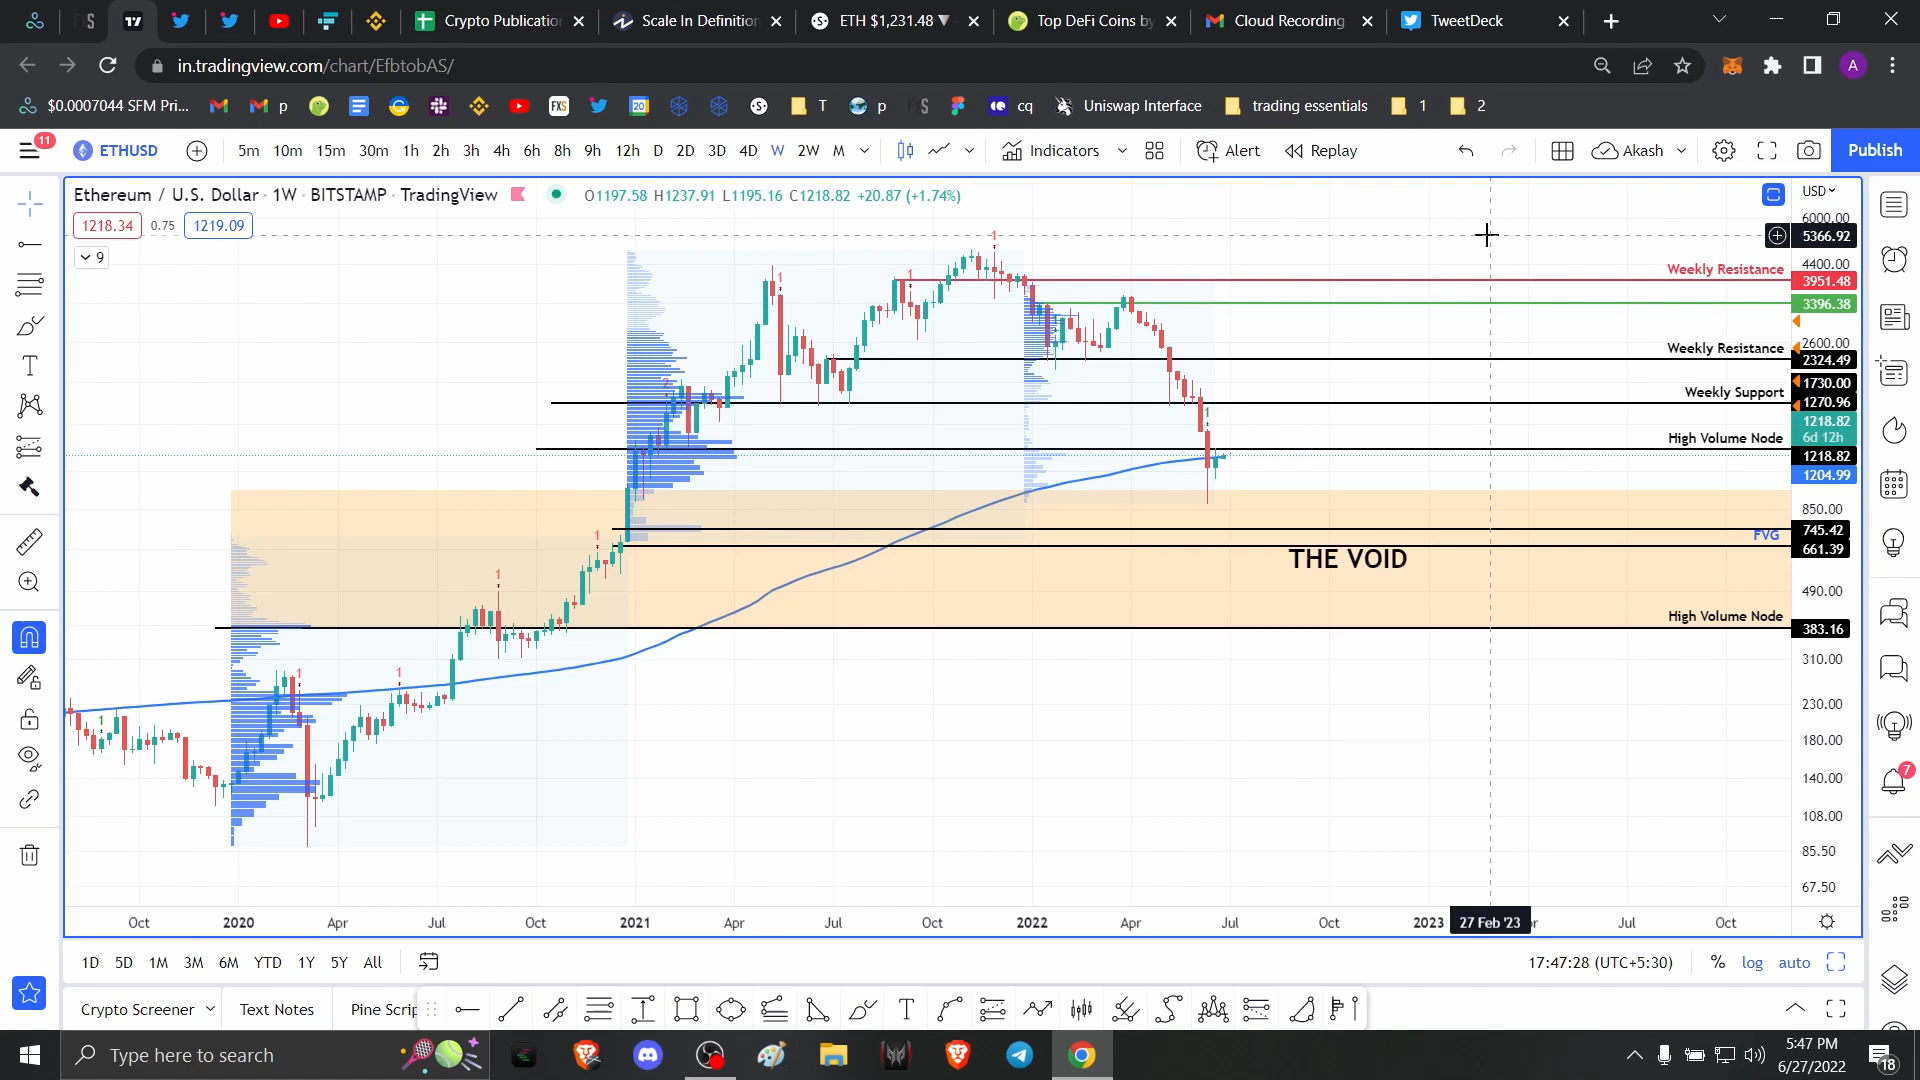 Crypto Publicatio
Scale In Definition
ETH $1,231.48 ▼
Top DeFi Coins by
Cloud Recording
TweetDeck
in.tradingview.com/chart/EfbtobAS/
A
$0.0007044 SFM Pri...
p
FXS
20
T
p
cq
Uniswap Interface
trading essentials
1
2
11
ETHUSD
5m 10m 15m 30m 1h 2h 3h 4h 6h 8h 9h 12h D 2D 3D 4D W 2W M
Indicators
Alert
Replay
Akash
Publish
Ethereum / U.S. Dollar · 1W · BITSTAMP · TradingView
O1197.58 H1237.91 L1195.16 C1218.82 +20.87 (+1.74%)
USD
1218.34 0.75 1219.09
9
6000.00
5366.92
4400.00
Weekly Resistance
3951.48
3396.38
2600.00
Weekly Resistance
2324.49
1730.00
Weekly Support
1270.96
1218.82
6d 12h
High Volume Node
1218.82
1204.99
850.00
745.42
FVG
661.39
THE VOID
490.00
High Volume Node
383.16
310.00
230.00
180.00
140.00
108.00
85.50
67.50
Oct 2020 Apr Jul Oct 2021 Apr Jul Oct 2022 Apr Jul Oct 2023 27 Feb '23 Jul Oct
7
1D 5D 1M 3M 6M YTD 1Y 5Y All
17:47:28 (UTC+5:30)
% log auto
Crypto Screener
Text Notes
Pine Scrip
Type here to search
5:47 PM
6/27/2022
18